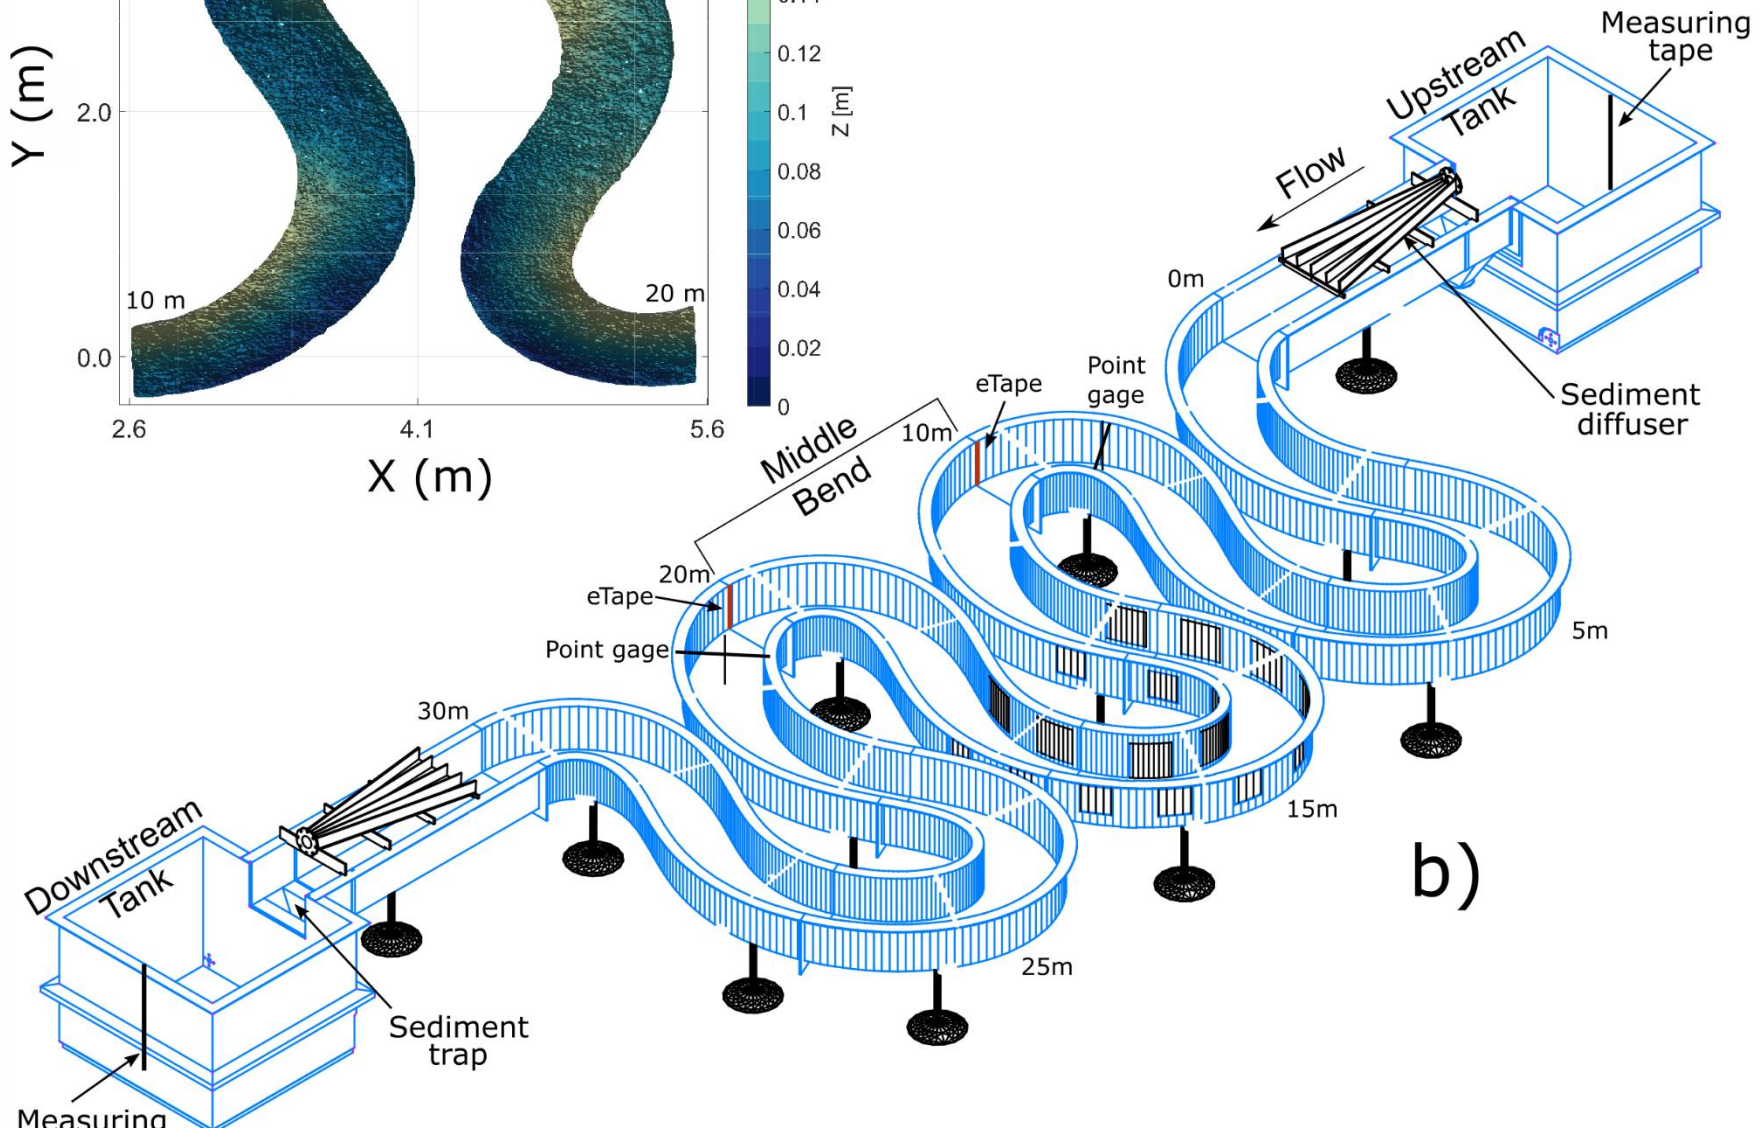 0.14
0.12
0.1
0.08
0.06
0.04
0.02
0
Z [m]
Y (m)
2.0
0.0
10 m
20 m
2.6
4.1
5.6
X (m)
Measuring
tape
Upstream
Tank
Flow
0m
Sediment
diffuser
Point
gage
eTape
10m
Middle
Bend
5m
20m
eTape
Point gage
30m
15m
b)
Downstream
Tank
25m
Sediment
trap
Measuring